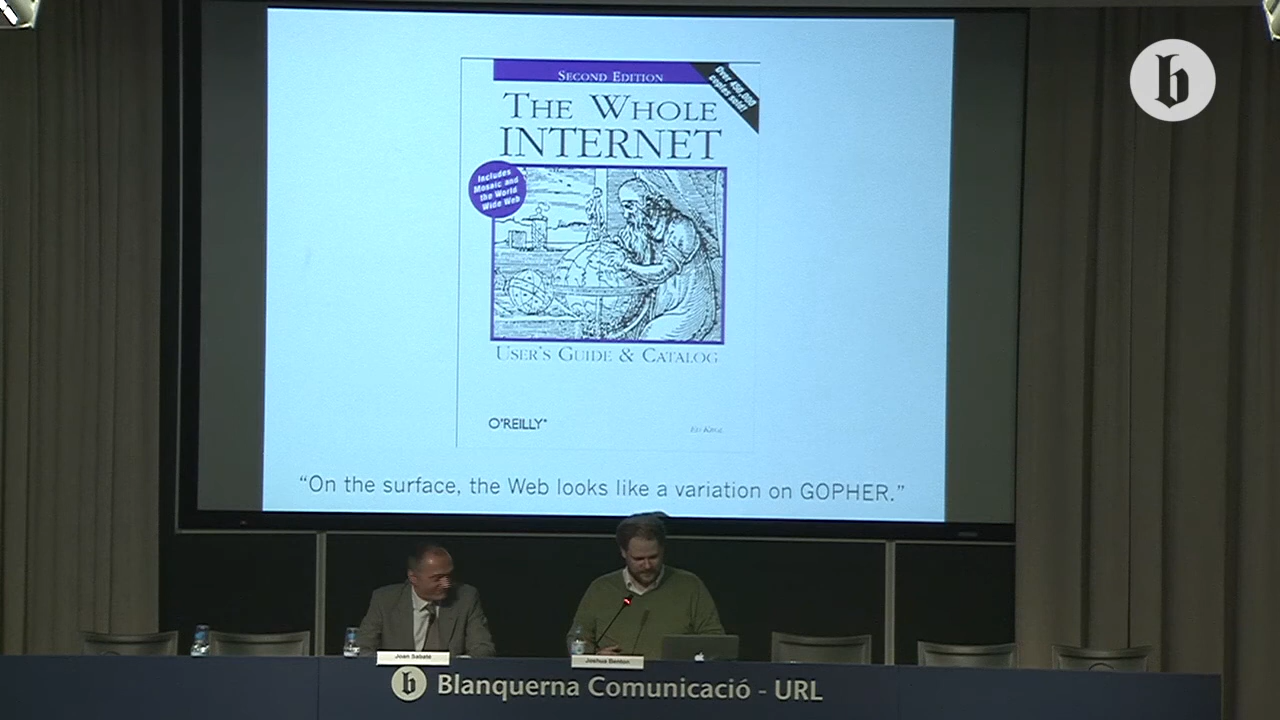 b
SECOND EDITION
Over 450,000
copies sold!
THE WHOLE
INTERNET
Includes
Mosaic and
the World
Wide Web
USER'S GUIDE & CATALOG
O'REILLY
ED KROL
“On the surface, the Web looks like a variation on GOPHER.”
Joan Sabaté
Joshua Benton
b Blanquerna Comunicació - URL